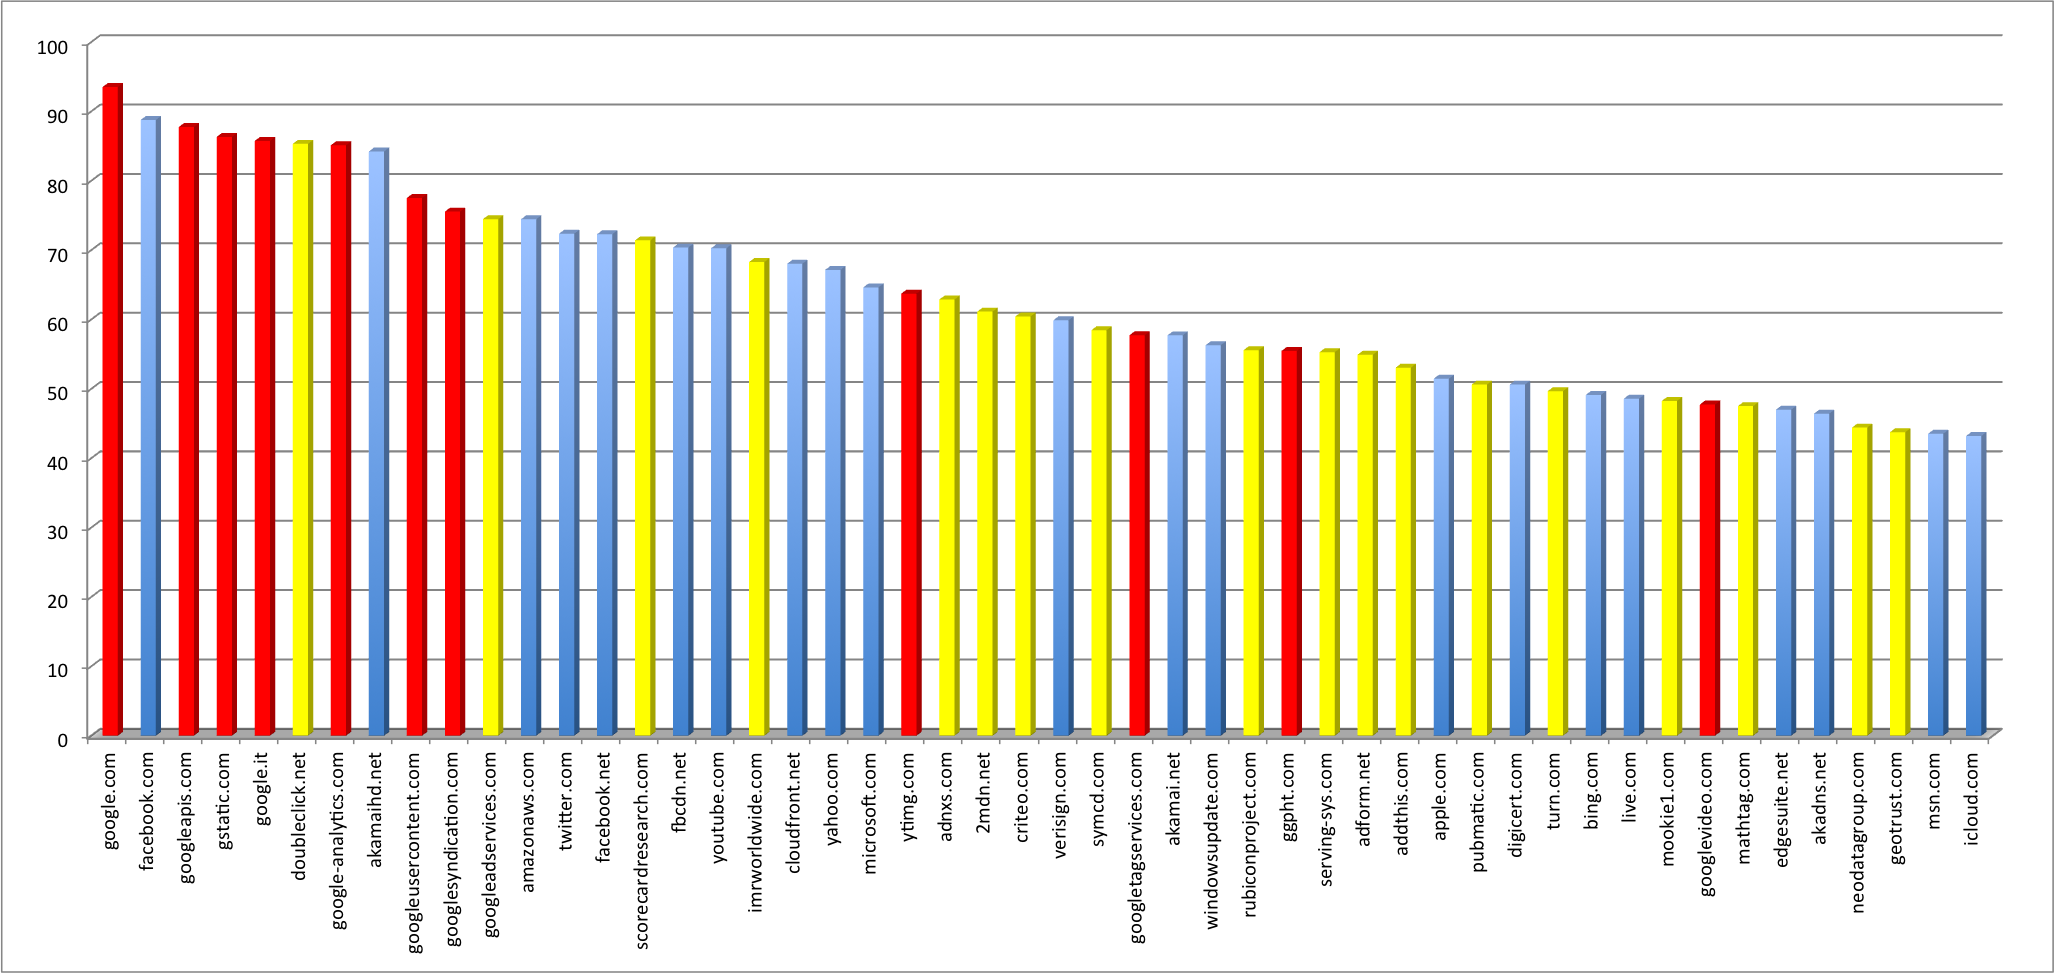 100
90
80
70
60
50
40
30
20
10
0
google.com
facebook.com
googleapis.com
gstatic.com
google.it
doubleclick.net
google-analytics.com
akamaihd.net
googleusercontent.com
googlesyndication.com
googleadservices.com
amazonaws.com
twitter.com
facebook.net
scorecardresearch.com
fbcdn.net
youtube.com
imrworldwide.com
cloudfront.net
yahoo.com
microsoft.com
ytimg.com
adnxs.com
2mdn.net
criteo.com
verisign.com
symcd.com
googletagservices.com
akamai.net
windowsupdate.com
rubiconproject.com
ggpht.com
serving-sys.com
adform.net
addthis.com
apple.com
pubmatic.com
digicert.com
turn.com
bing.com
live.com
mookie1.com
googlevideo.com
mathtag.com
edgesuite.net
akadns.net
neodatagroup.com
geotrust.com
msn.com
icloud.com